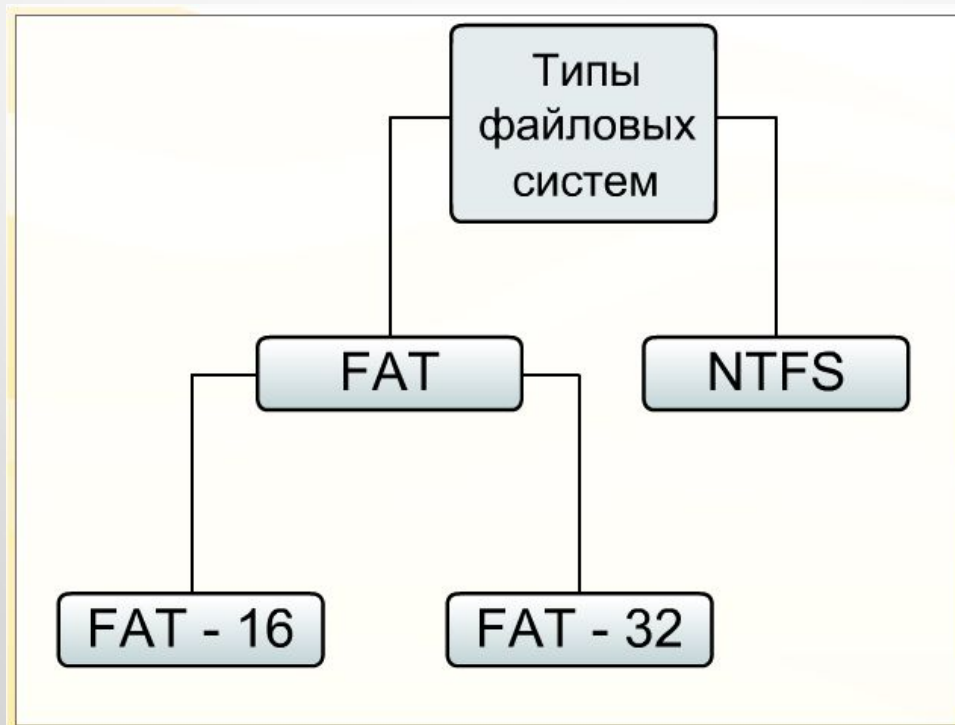 Типы
файловых
систем
FAT
NTFS
FAT - 16
FAT - 32